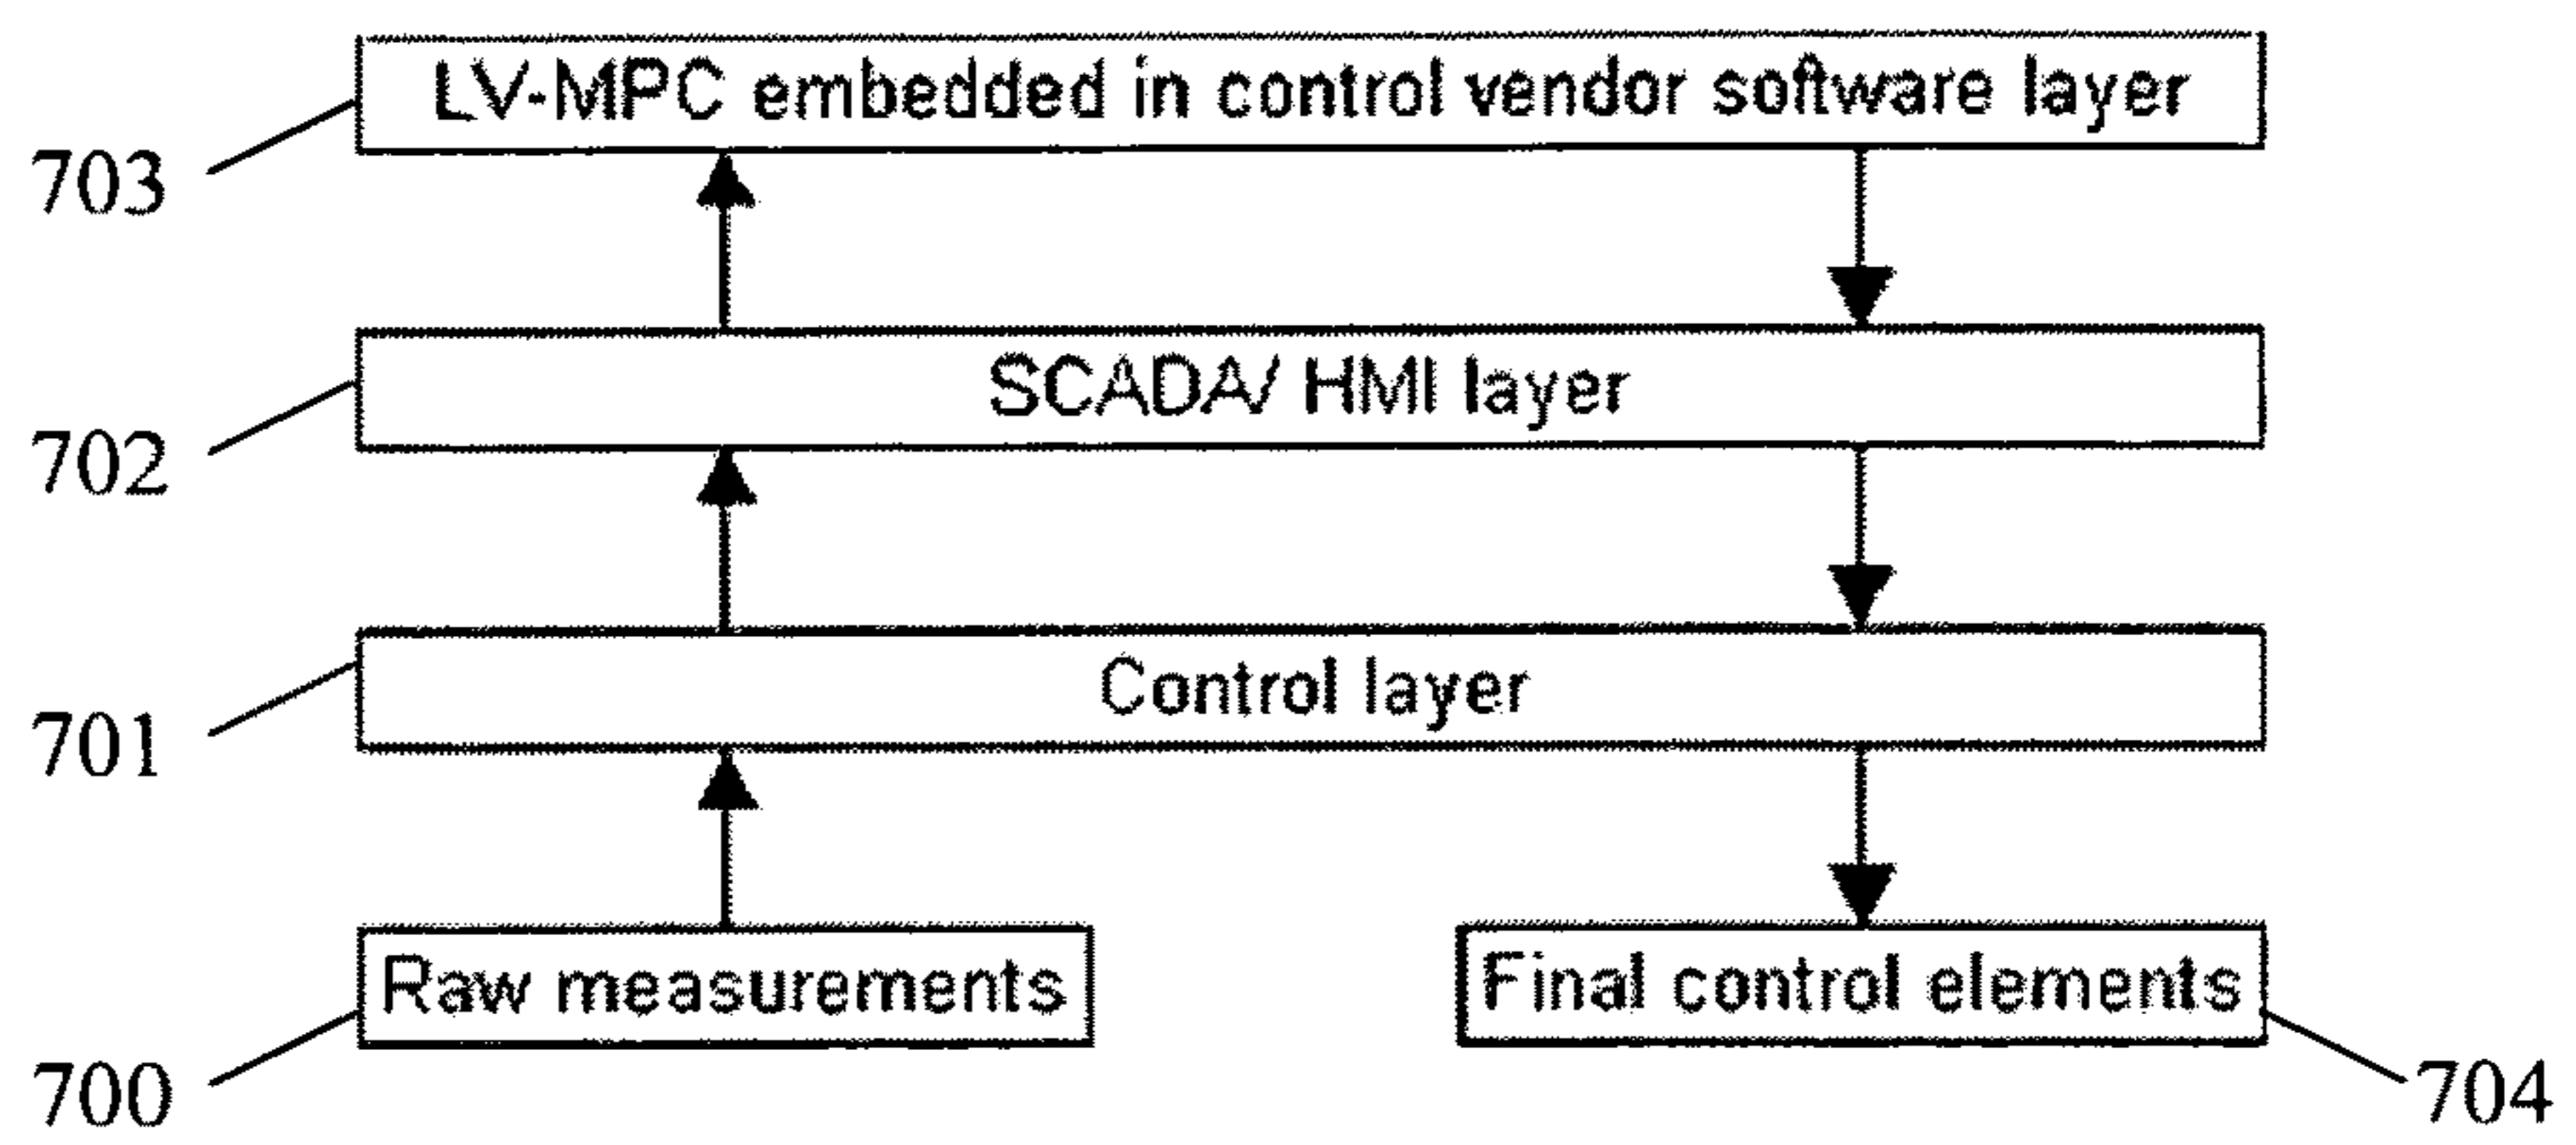 LV-MPC embedded in control vendor software layer
703
SCADA/ HMI layer
702
Control layer
701
Raw measurements
Final control elements
700
704